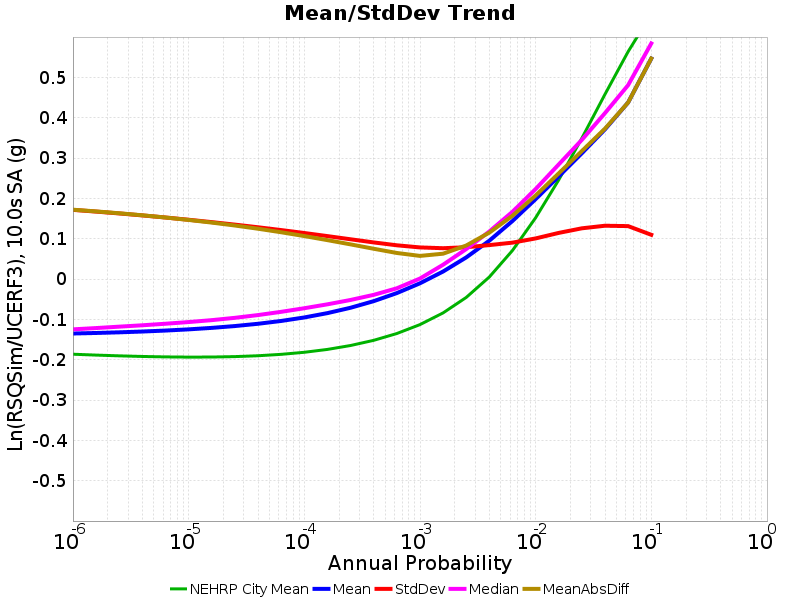 Mean/StdDev Trend
Ln(RSQSim/UCERF3), 10.0s SA (g)
0.5
0.4
0.3
0.2
0.1
0
-0.1
-0.2
-0.3
-0.4
-0.5
10^-6 10^-5 10^-4 10^-3 10^-2 10^-1 10^0
Annual Probability
NEHRP City Mean Mean StdDev Median MeanAbsDiff